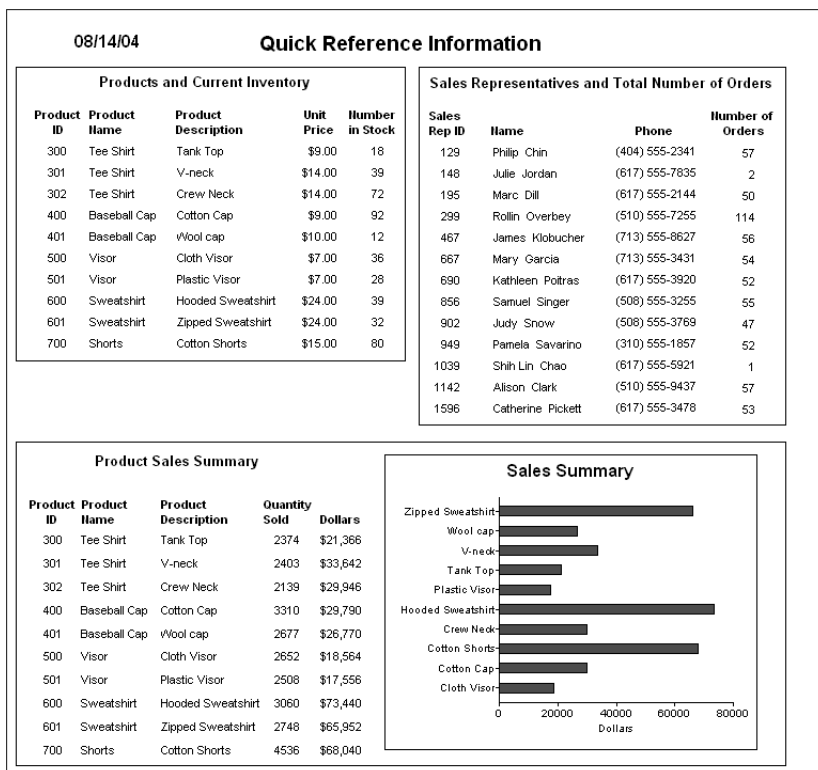 08/14/04 Quick Reference Information
Products and Current Inventory
Product Product Product Unit Number
ID Name Description Price in Stock
300 Tee Shirt Tank Top $9.00 18
301 Tee Shirt V-neck $14.00 39
302 Tee Shirt Crew Neck $14.00 72
400 Baseball Cap Cotton Cap $9.00 92
401 Baseball Cap Wool cap $10.00 12
500 Visor Cloth Visor $7.00 36
501 Visor Plastic Visor $7.00 28
600 Sweatshirt Hooded Sweatshirt $24.00 39
601 Sweatshirt Zipped Sweatshirt $24.00 32
700 Shorts Cotton Shorts $15.00 80
Sales Representatives and Total Number of Orders
Sales Number of
Rep ID Name Phone Orders
129 Philip Chin (404) 555-2341 57
148 Julie Jordan (617) 555-7835 2
195 Marc Dill (617) 555-2144 50
299 Rollin Overbey (510) 555-7255 114
467 James Klobucher (713) 555-8627 56
667 Mary Garcia (713) 555-3431 54
690 Kathleen Poitras (617) 555-3920 52
856 Samuel Singer (508) 555-3255 55
902 Judy Snow (508) 555-3769 47
949 Pamela Savarino (310) 555-1857 52
1039 Shih Lin Chao (617) 555-5921 1
1142 Alison Clark (510) 555-9437 57
1596 Catherine Pickett (617) 555-3478 53
Product Sales Summary
Product Product Product Quantity
ID Name Description Sold Dollars
300 Tee Shirt Tank Top 2374 $21,366
301 Tee Shirt V-neck 2403 $33,642
302 Tee Shirt Crew Neck 2139 $29,946
400 Baseball Cap Cotton Cap 3310 $29,790
401 Baseball Cap Wool cap 2677 $26,770
500 Visor Cloth Visor 2652 $18,564
501 Visor Plastic Visor 2508 $17,556
600 Sweatshirt Hooded Sweatshirt 3060 $73,440
601 Sweatshirt Zipped Sweatshirt 2748 $65,952
700 Shorts Cotton Shorts 4536 $68,040
Sales Summary
Zipped Sweatshirt
Wool cap
V-neck
Tank Top
Plastic Visor
Hooded Sweatshirt
Crew Neck
Cotton Shorts
Cotton Cap
Cloth Visor
0 20000 40000 60000 80000
Dollars